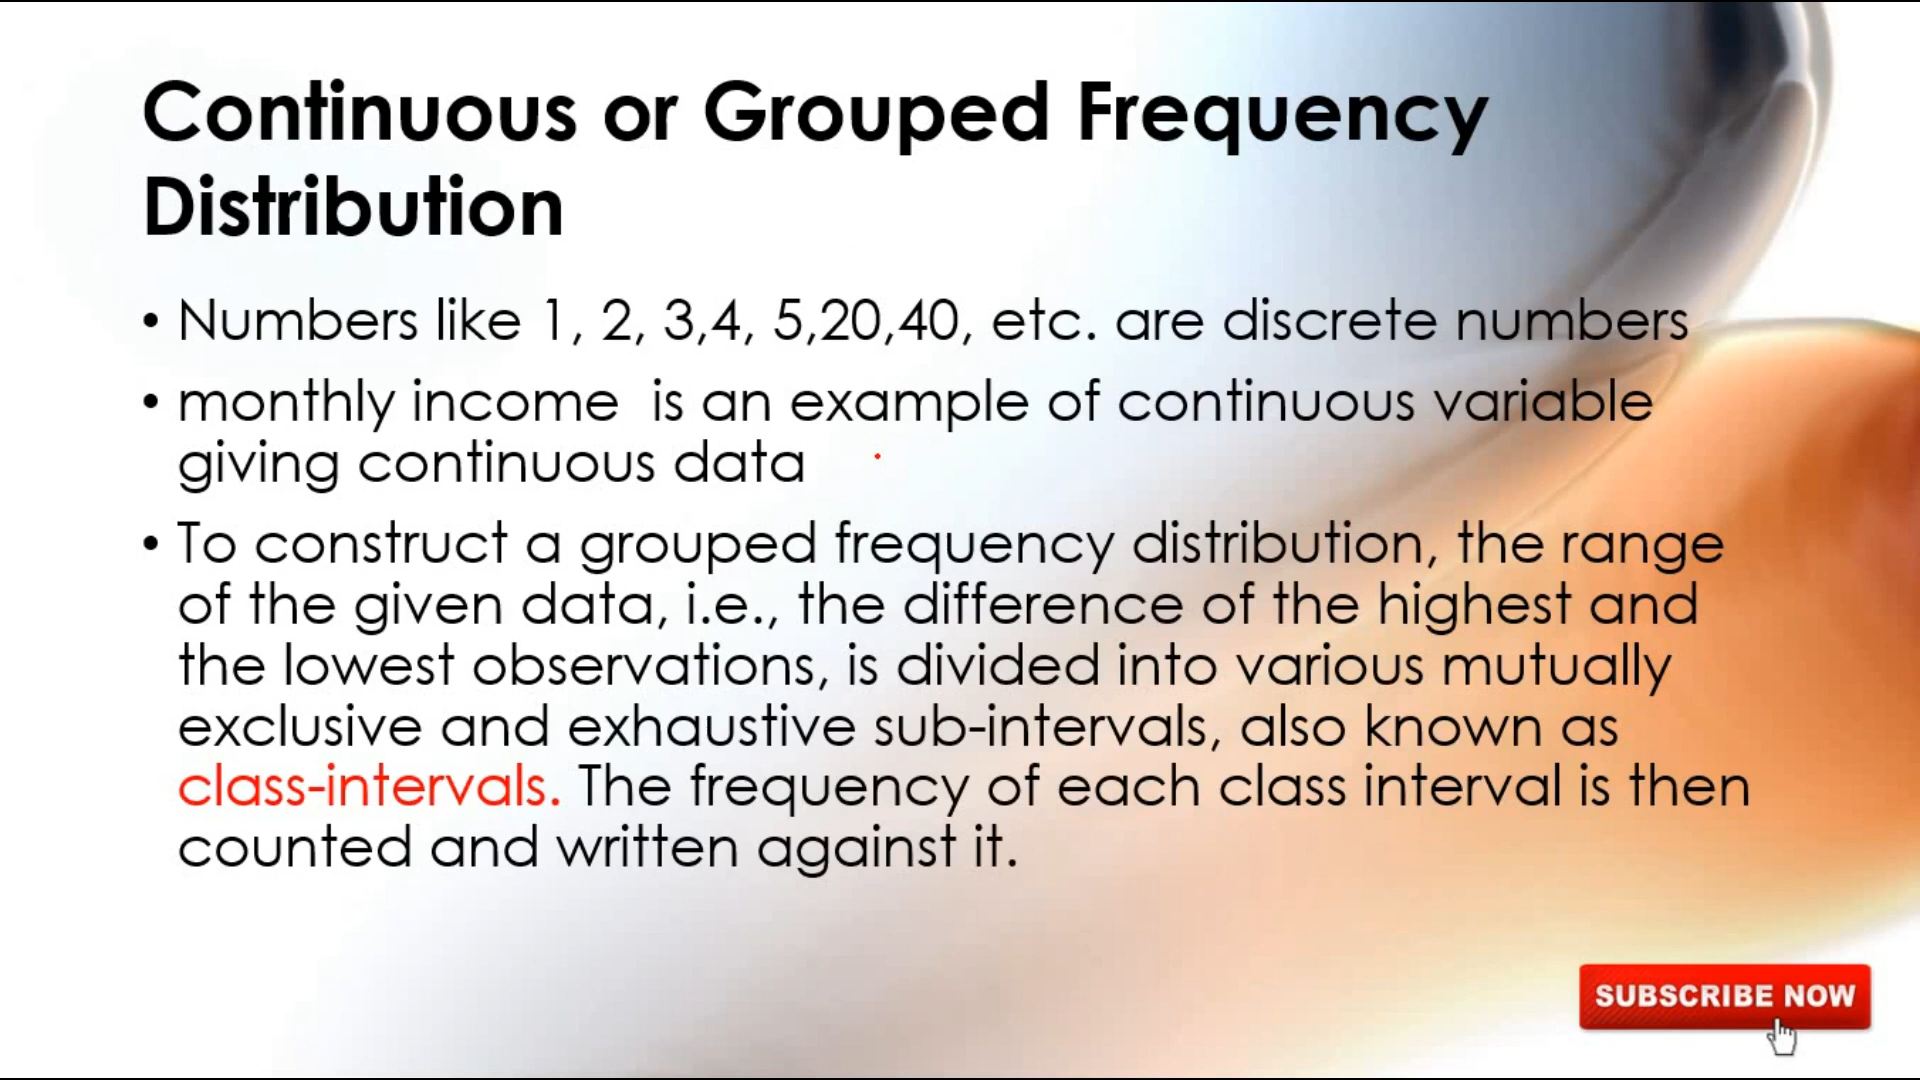 Continuous or Grouped Frequency
Distribution
• Numbers like 1, 2, 3,4, 5,20,40, etc. are discrete numbers
• monthly income  is an example of continuous variable
giving continuous data
• To construct a grouped frequency distribution, the range
of the given data, i.e., the difference of the highest and
the lowest observations, is divided into various mutually
exclusive and exhaustive sub-intervals, also known as
class-intervals. The frequency of each class interval is then
counted and written against it.
SUBSCRIBE NOW